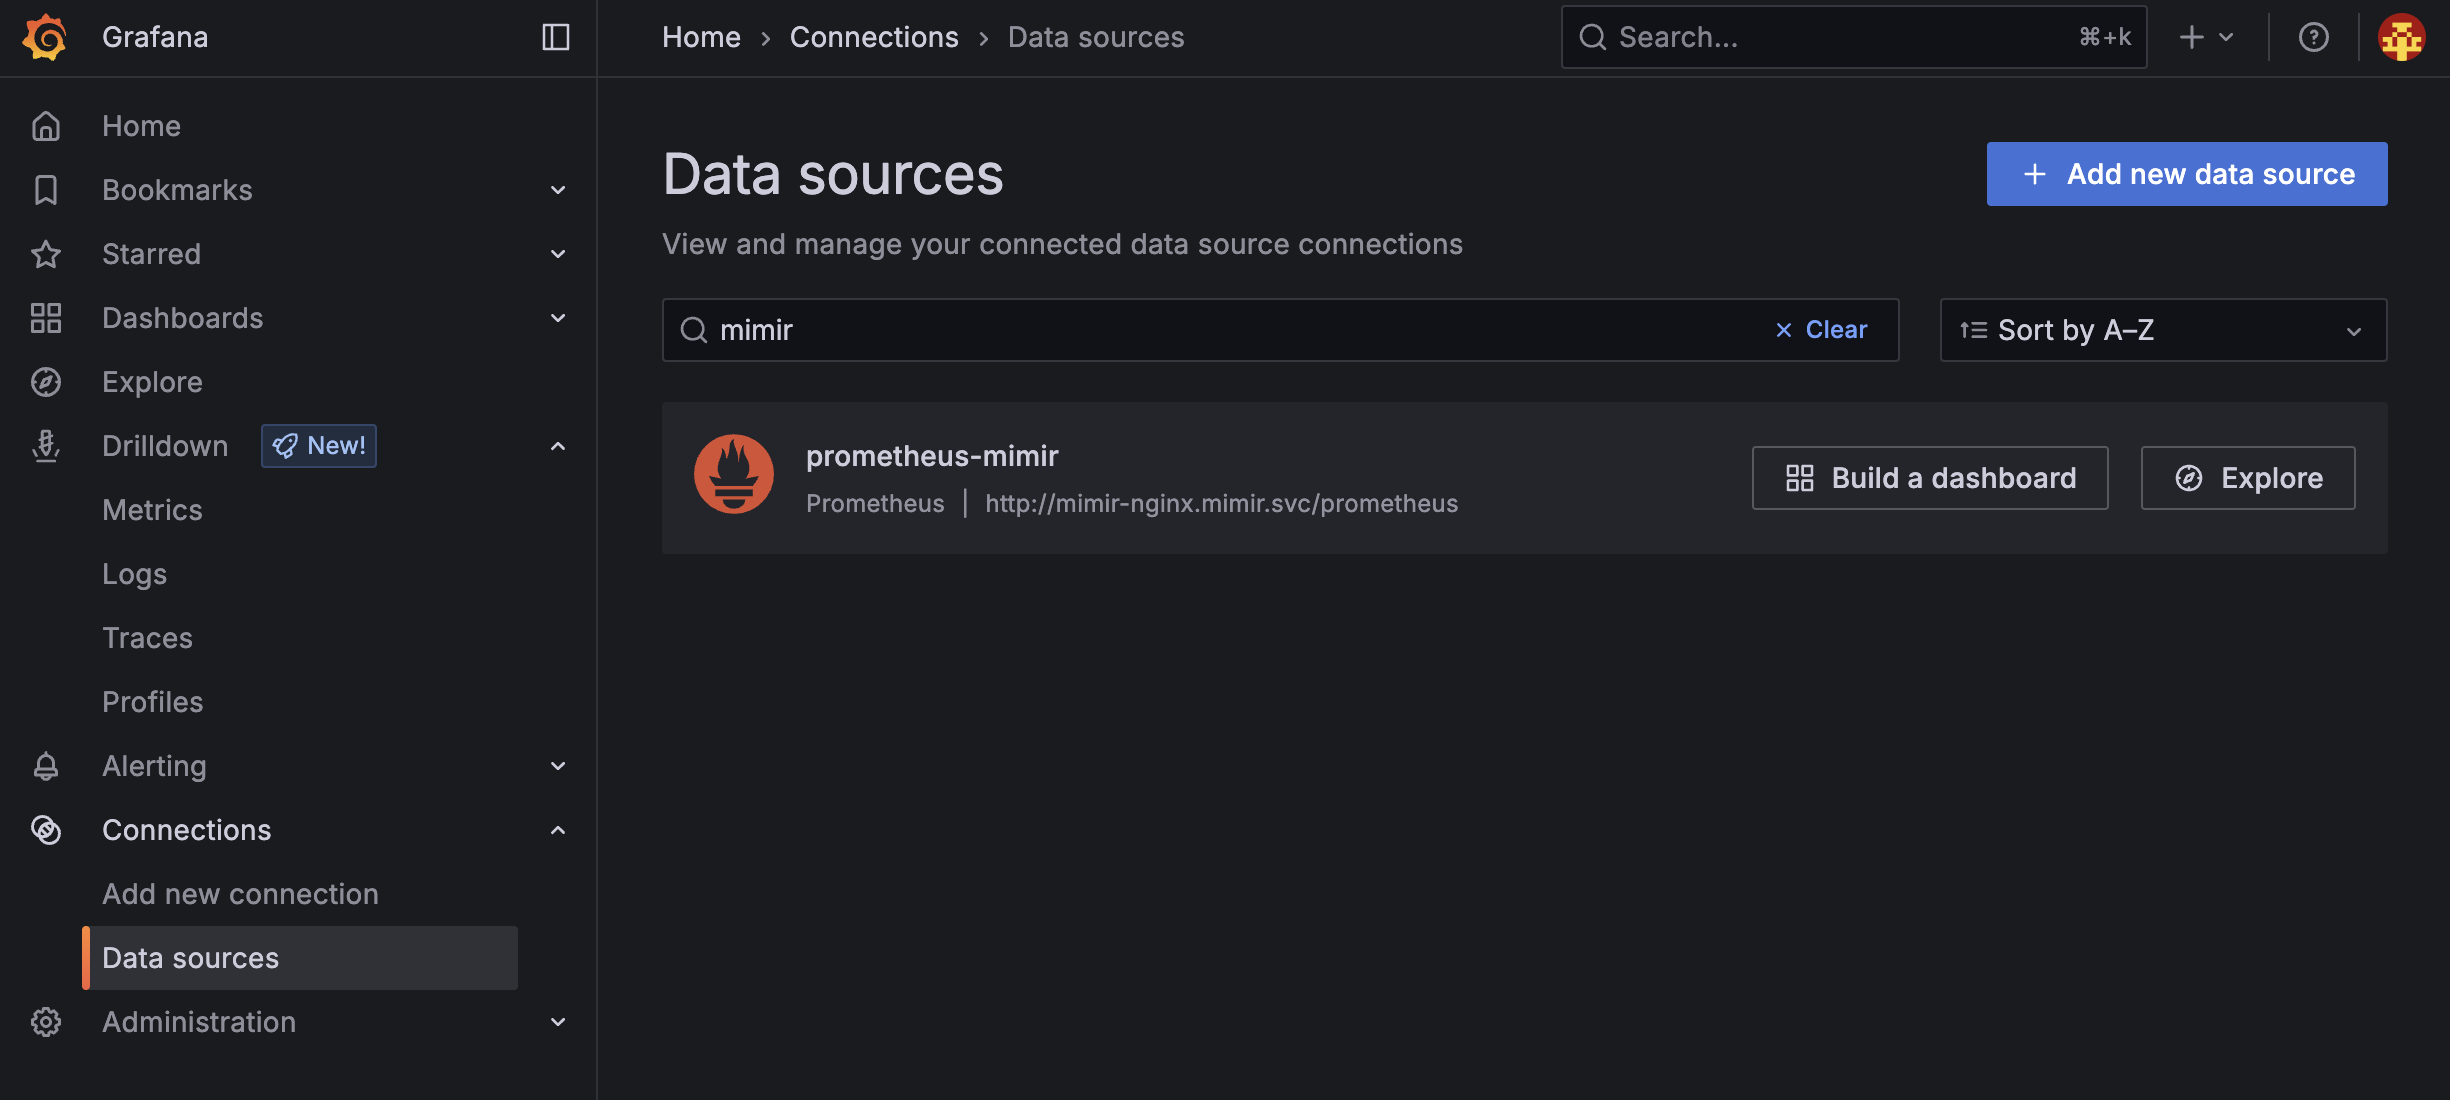 Grafana
Home › Connections › Data sources
Search...
⌘+k
Home
Bookmarks
Starred
Dashboards
Explore
Drilldown
New!
Metrics
Logs
Traces
Profiles
Alerting
Connections
Add new connection
Data sources
Administration
Data sources
Add new data source
View and manage your connected data source connections
mimir
Clear
Sort by A–Z
prometheus-mimir
Prometheus | http://mimir-nginx.mimir.svc/prometheus
Build a dashboard
Explore